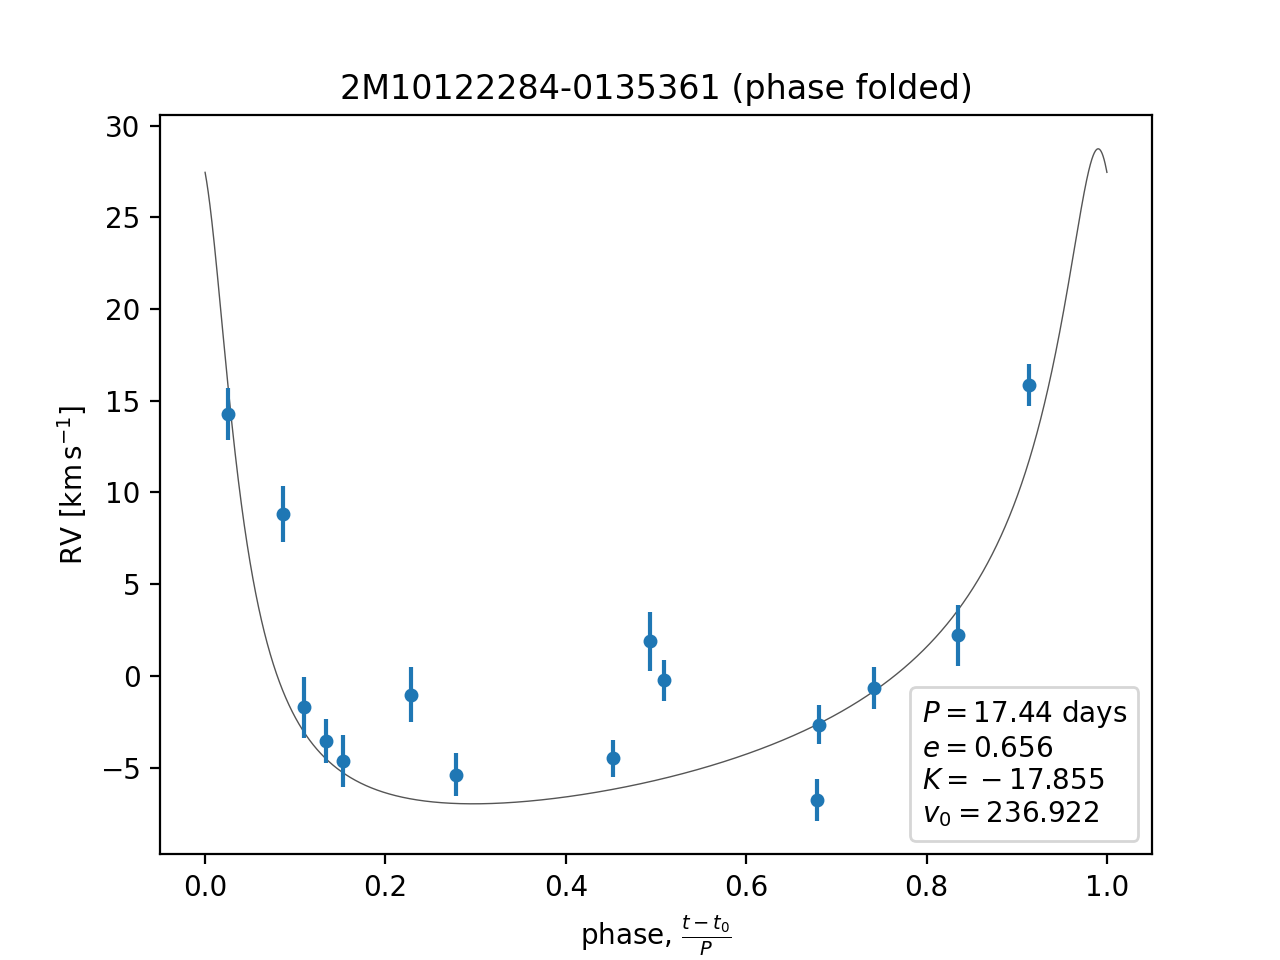 2M10122284-0135361 (phase folded)
RV [km s⁻¹]
30
25
20
15
10
5
0
−5
P = 17.44 days
e = 0.656
K = −17.855
v₀ = 236.922
0.0 0.2 0.4 0.6 0.8 1.0
phase, (t − t₀)/P